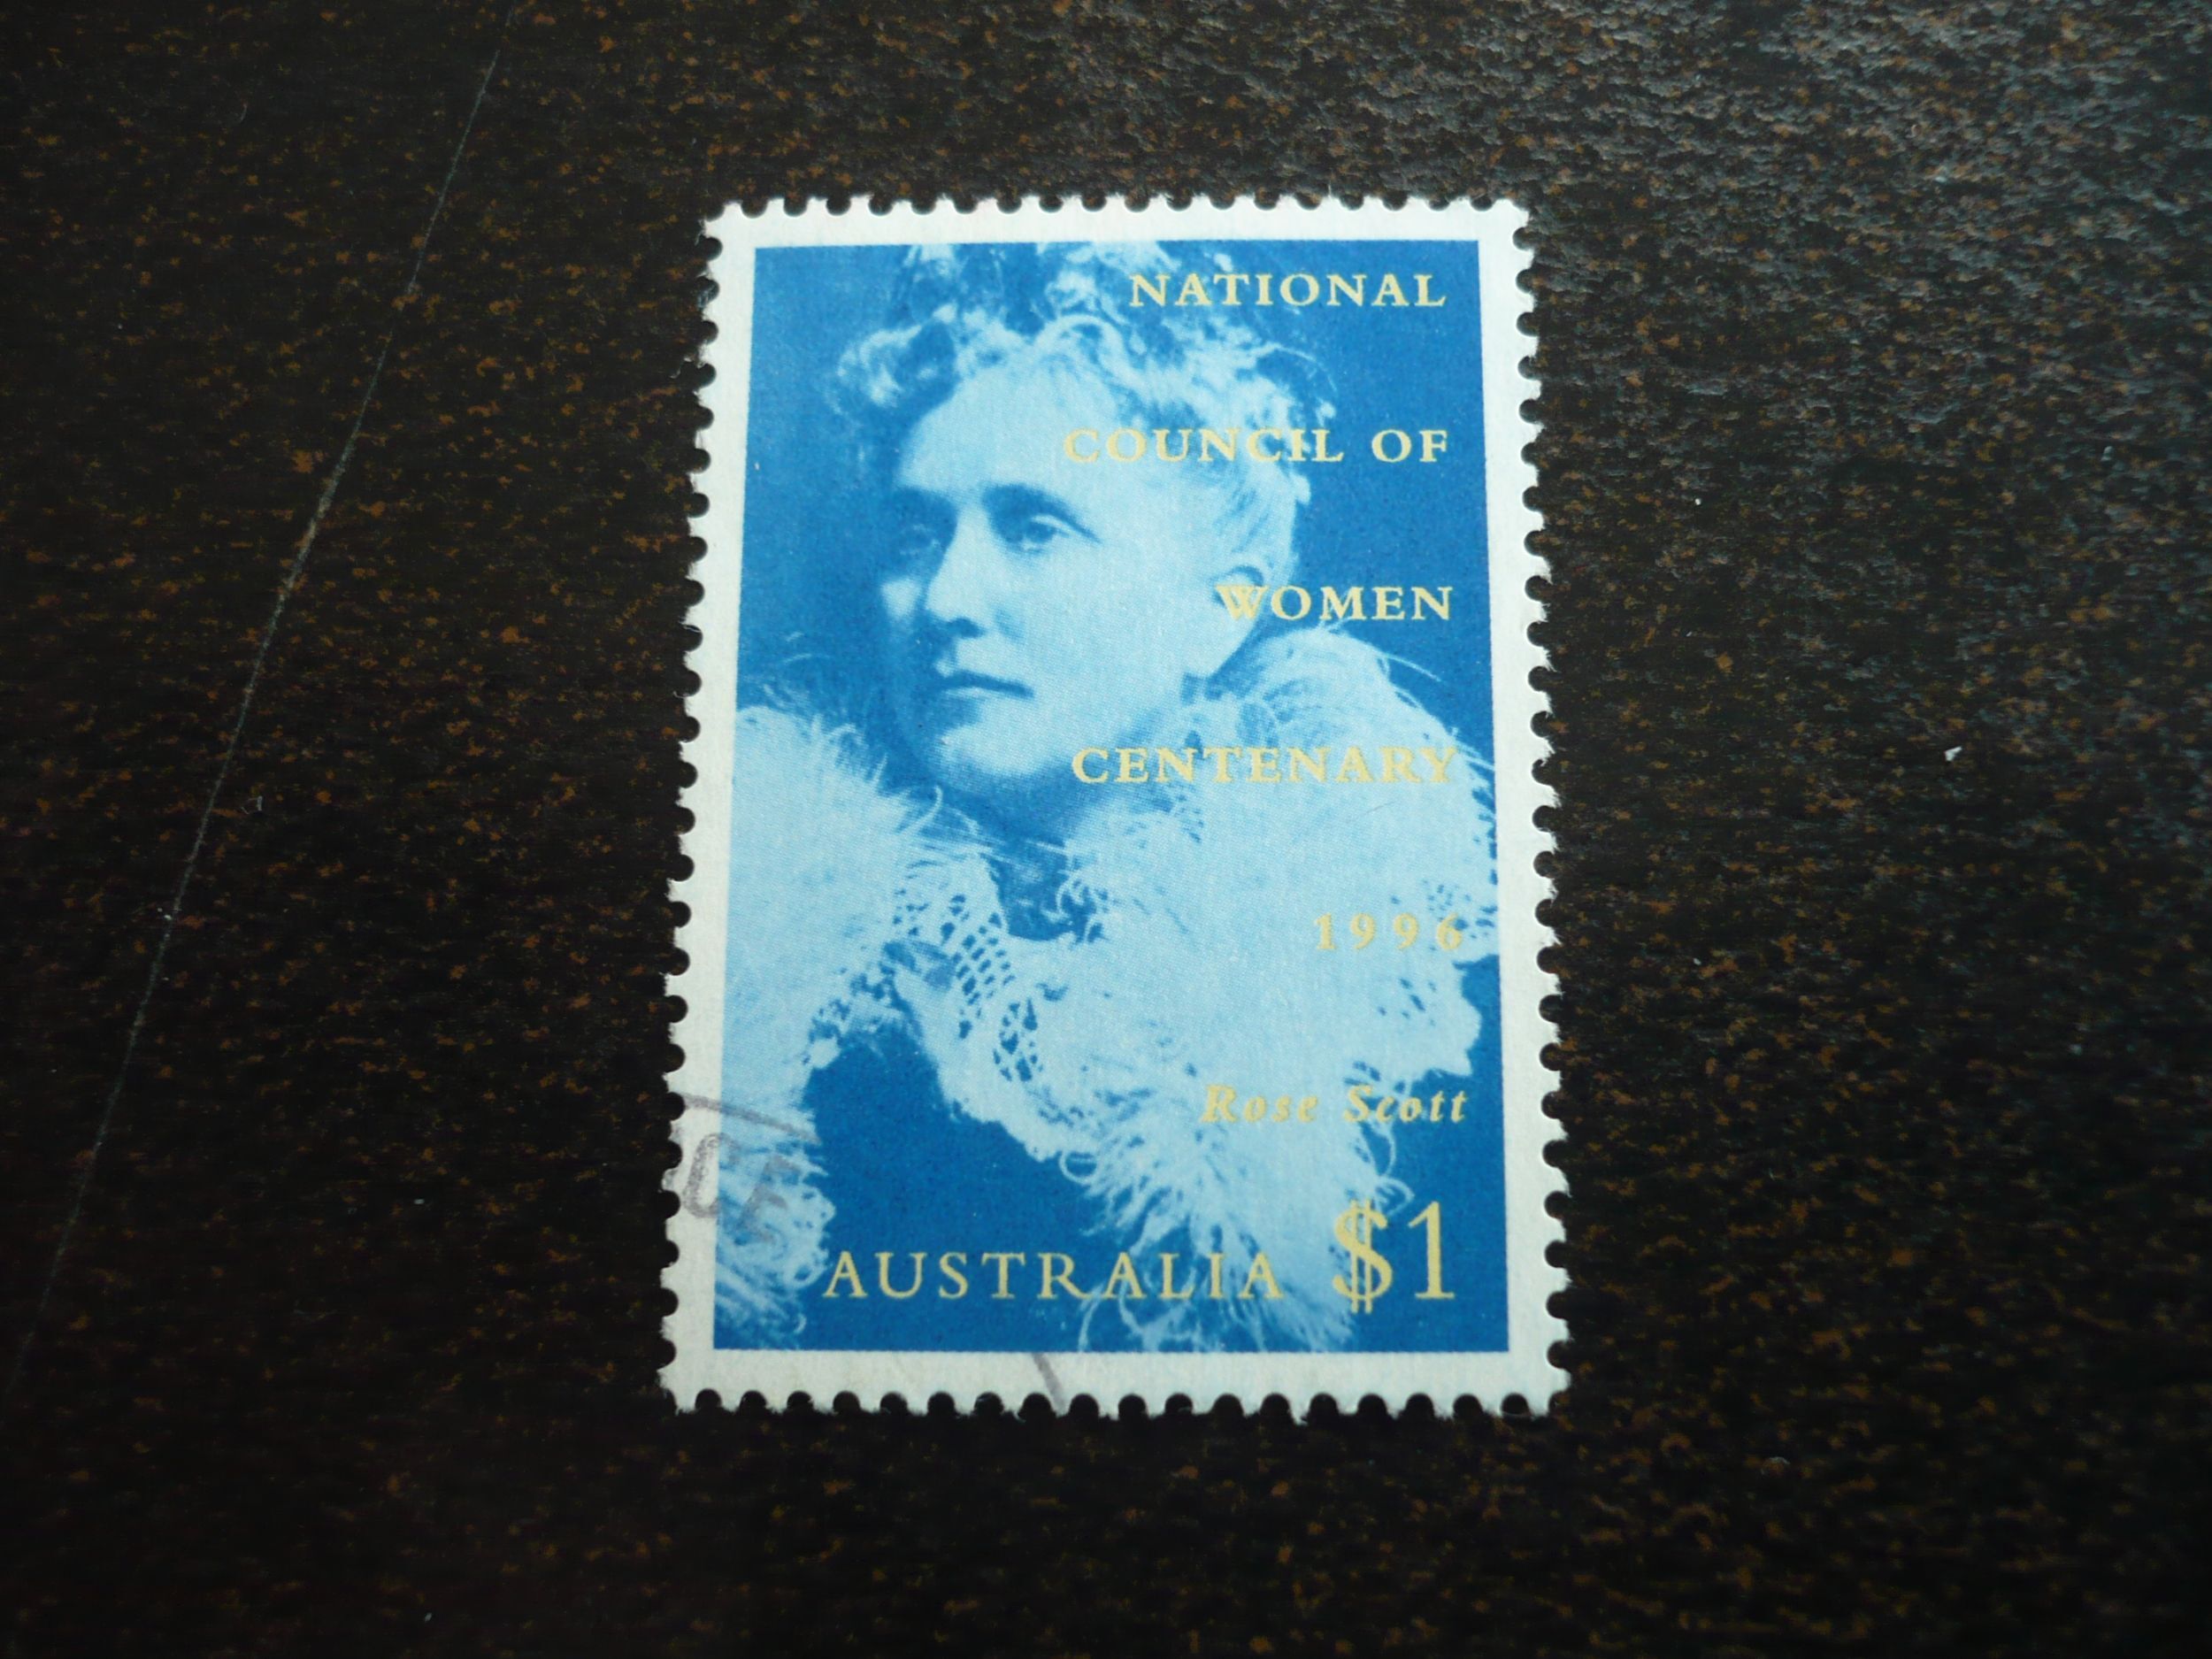 NATIONAL
COUNCIL OF
WOMEN
CENTENARY
1996
Rose Scott
AUSTRALIA $1